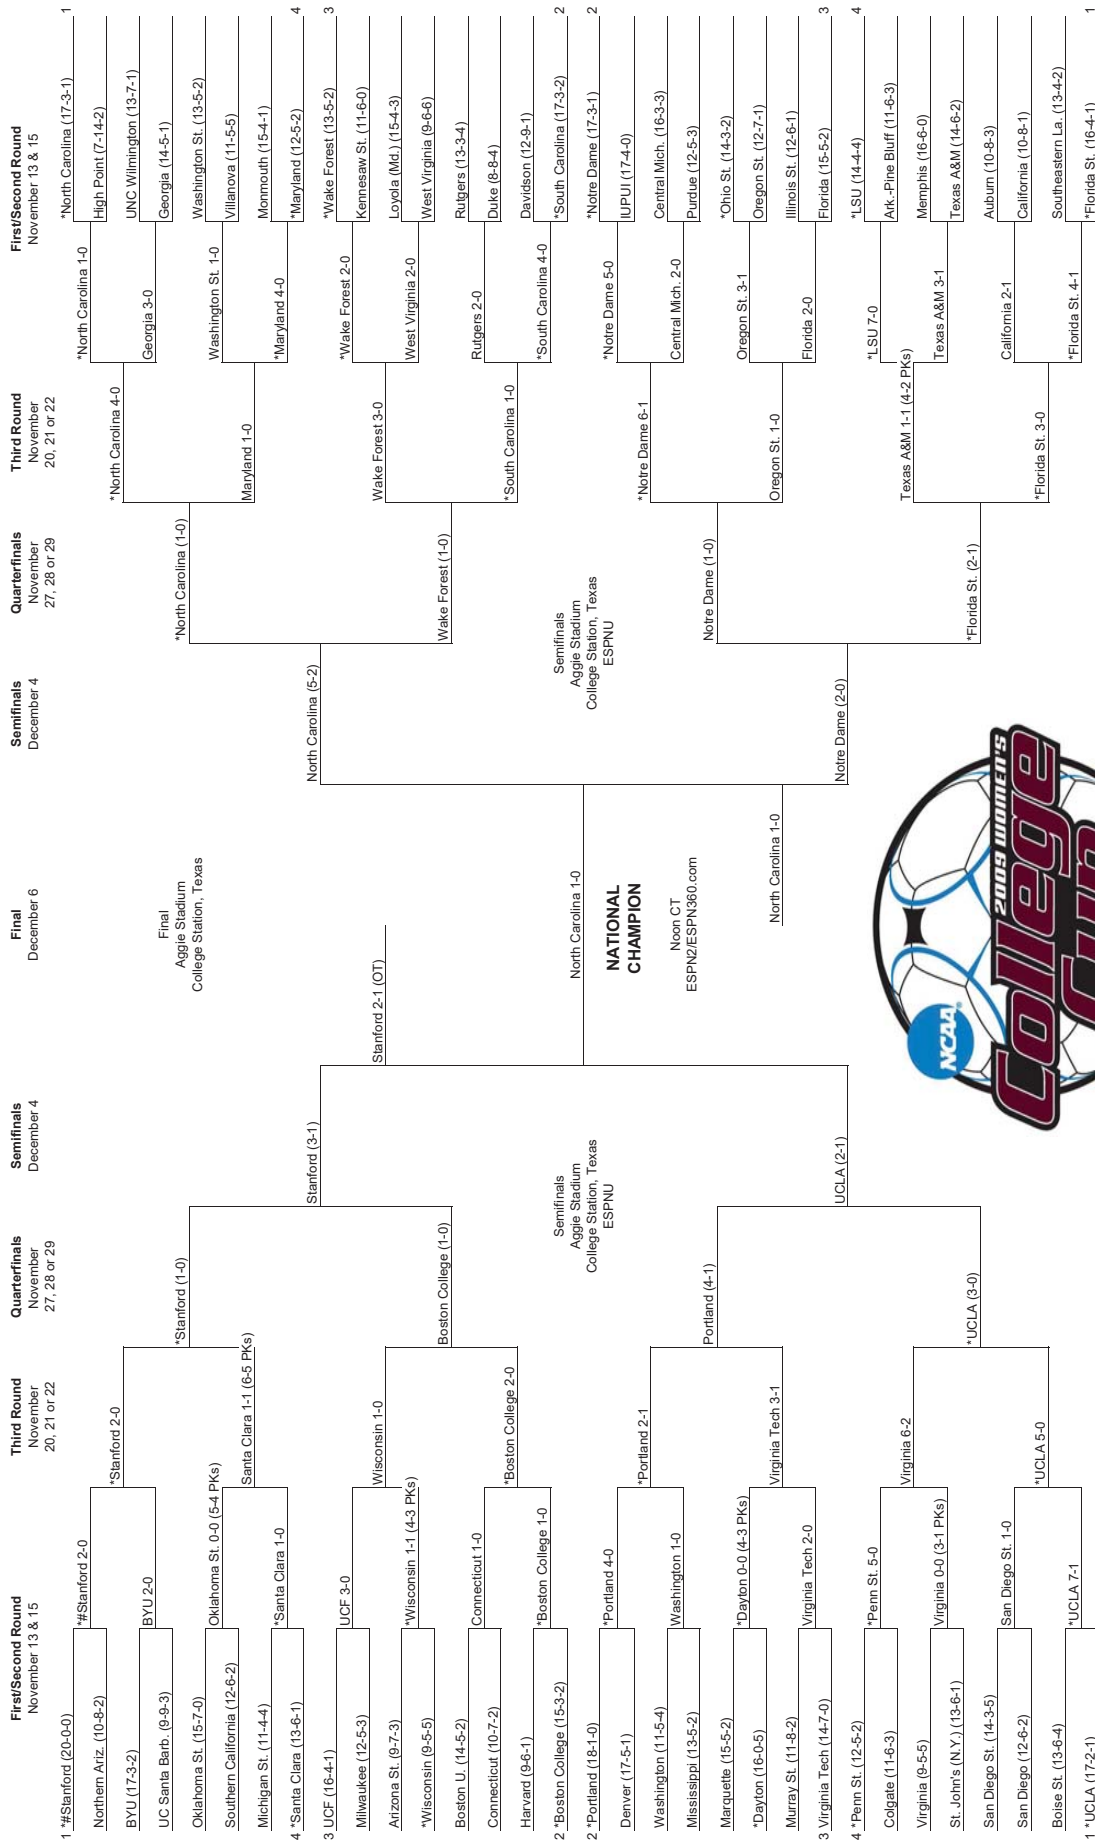 First/Second Round
November 13 & 15
Third Round
November
20, 21 or 22
Quarterfinals
November
27, 28 or 29
Semifinals
December 4
Final
December 6
Semifinals
December 4
Quarterfinals
November
27, 28 or 29
Third Round
November
20, 21 or 22
First/Second Round
November 13 & 15
1 *#Stanford (20-0-0)
Northern Ariz. (10-8-2)
BYU (17-3-2)
UC Santa Barb. (9-9-3)
Oklahoma St. (15-7-0)
Southern California (12-6-2)
Michigan St. (11-4-4)
4 *Santa Clara (13-6-1)
3 UCF (16-4-1)
Milwaukee (12-5-3)
Arizona St. (9-7-3)
*Wisconsin (9-5-5)
Boston U. (14-5-2)
Connecticut (10-7-2)
Harvard (9-6-1)
2 *Boston College (15-3-2)
2 *Portland (18-1-0)
Denver (17-5-1)
Washington (11-5-4)
Mississippi (13-5-2)
Marquette (15-5-2)
*Dayton (16-0-5)
Murray St. (11-8-2)
3 Virginia Tech (14-7-0)
4 *Penn St. (12-5-2)
Colgate (11-6-3)
Virginia (9-5-5)
St. John's (N.Y.) (13-6-1)
San Diego St. (14-3-5)
San Diego (12-6-2)
Boise St. (13-6-4)
1 *UCLA (17-2-1)
*#Stanford 2-0
BYU 2-0
Oklahoma St. 0-0 (5-4 PKs)
*Santa Clara 1-0
UCF 3-0
*Wisconsin 1-1 (4-3 PKs)
Connecticut 1-0
*Boston College 1-0
*Portland 4-0
Washington 1-0
*Dayton 0-0 (4-3 PKs)
Virginia Tech 2-0
*Penn St. 5-0
Virginia 0-0 (3-1 PKs)
San Diego St. 1-0
*UCLA 7-1
*Stanford 2-0
Santa Clara 1-1 (6-5 PKs)
Wisconsin 1-0
*Boston College 2-0
*Portland 2-1
Virginia Tech 3-1
Virginia 6-2
*UCLA 5-0
*Stanford (1-0)
Boston College (1-0)
Portland (4-1)
*UCLA (3-0)
Stanford (3-1)
UCLA (2-1)
Semifinals
Aggie Stadium
College Station, Texas
ESPNU
Stanford 2-1 (OT)
Final
Aggie Stadium
College Station, Texas
North Carolina 1-0
NATIONAL
CHAMPION
Noon CT
ESPN2/ESPN360.com
North Carolina 1-0
North Carolina (5-2)
Notre Dame (2-0)
Semifinals
Aggie Stadium
College Station, Texas
ESPNU
*North Carolina (1-0)
Wake Forest (1-0)
Notre Dame (1-0)
*Florida St. (2-1)
*North Carolina 4-0
Maryland 1-0
Wake Forest 3-0
*South Carolina 1-0
*Notre Dame 6-1
Oregon St. 1-0
Texas A&M 1-1 (4-2 PKs)
*Florida St. 3-0
*North Carolina 1-0
Georgia 3-0
Washington St. 1-0
*Maryland 4-0
*Wake Forest 2-0
West Virginia 2-0
Rutgers 2-0
*South Carolina 4-0
*Notre Dame 5-0
Central Mich. 2-0
Oregon St. 3-1
Florida 2-0
*LSU 7-0
Texas A&M 3-1
California 2-1
*Florida St. 4-1
*North Carolina (17-3-1) 1
High Point (7-14-2)
UNC Wilmington (13-7-1)
Georgia (14-5-1)
Washington St. (13-5-2)
Villanova (11-5-5)
Monmouth (15-4-1)
*Maryland (12-5-2) 4
*Wake Forest (13-5-2) 3
Kennesaw St. (11-6-0)
Loyola (Md.) (15-4-3)
West Virginia (9-6-6)
Rutgers (13-3-4)
Duke (8-8-4)
Davidson (12-9-1)
*South Carolina (17-3-2) 2
*Notre Dame (17-3-1) 2
IUPUI (17-4-0)
Central Mich. (16-3-3)
Purdue (12-5-3)
*Ohio St. (14-3-2)
Oregon St. (12-7-1)
Illinois St. (12-6-1)
Florida (15-5-2) 3
*LSU (14-4-4) 4
Ark.-Pine Bluff (11-6-3)
Memphis (16-6-0)
Texas A&M (14-6-2)
Auburn (10-8-3)
California (10-8-1)
Southeastern La. (13-4-2)
*Florida St. (16-4-1) 1
NCAA
2009 WOMEN'S
College
Cup